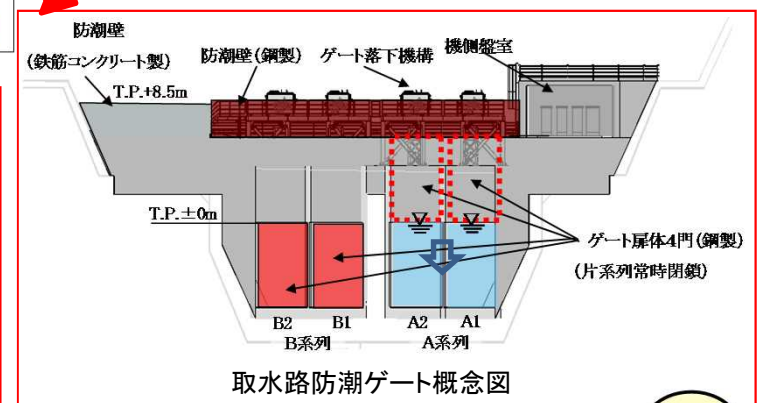 防潮壁
(鉄筋コンクリート製)
防潮壁(鋼製)
ゲート落下機構
機側盤室
T.P.+8.5m
T.P.±0m
ゲート扉体4門(鋼製)
(片系列常時閉鎖)
B2 B1 A2 A1
B系列 A系列
取水路防潮ゲート概念図